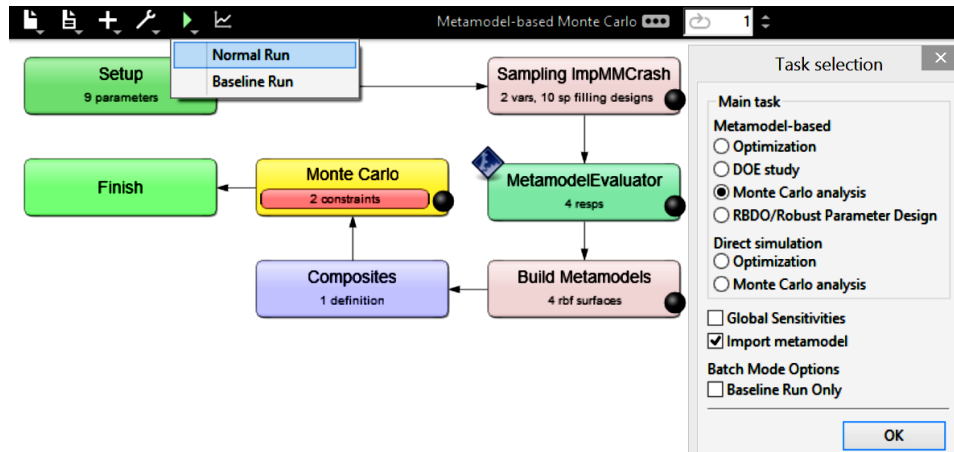 Metamodel-based Monte Carlo
1
Normal Run
Baseline Run
Setup
9 parameters
Sampling ImpMMCrash
2 vars, 10 sp filling designs
Finish
Monte Carlo
2 constraints
MetamodelEvaluator
4 resps
Composites
1 definition
Build Metamodels
4 rbf surfaces
Task selection
Main task
Metamodel-based
Optimization
DOE study
Monte Carlo analysis
RBDO/Robust Parameter Design
Direct simulation
Optimization
Monte Carlo analysis
Global Sensitivities
Import metamodel
Batch Mode Options
Baseline Run Only
OK